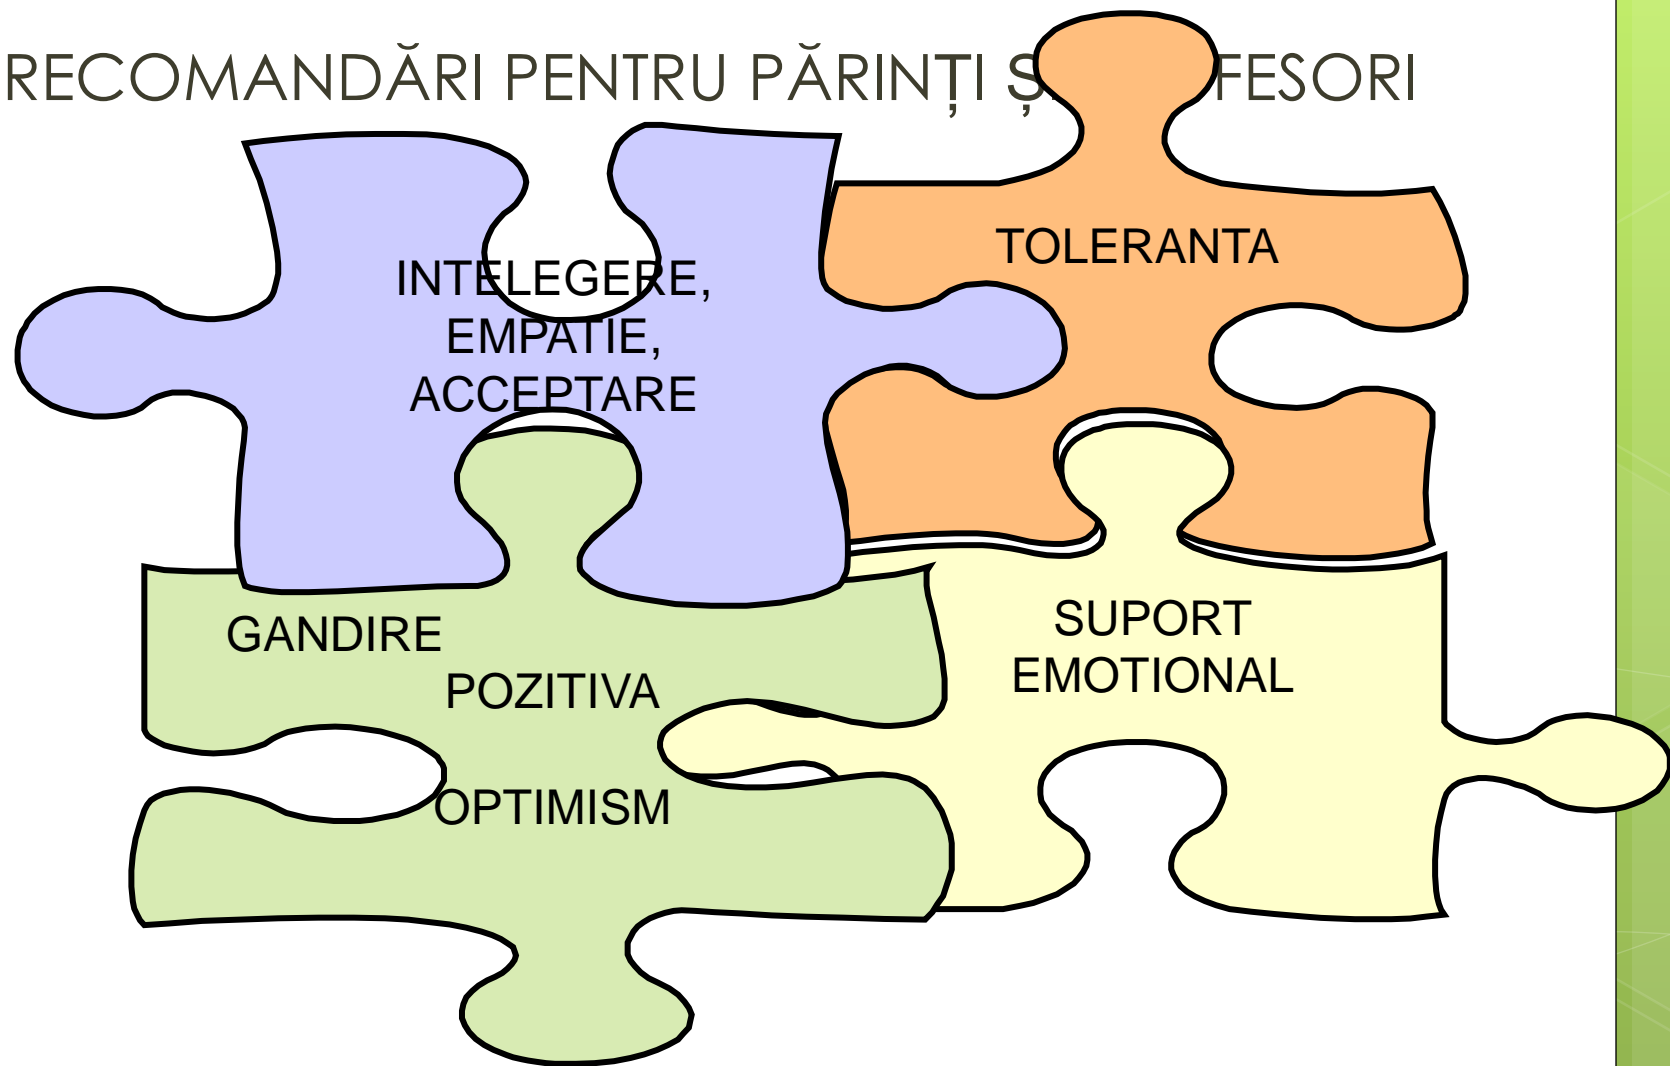 RECOMANDĂRI PENTRU PĂRINȚI Ș FESORI
INTELEGERE,
EMPATIE,
ACCEPTARE
TOLERANTA
GANDIRE
POZITIVA
OPTIMISM
SUPORT
EMOTIONAL